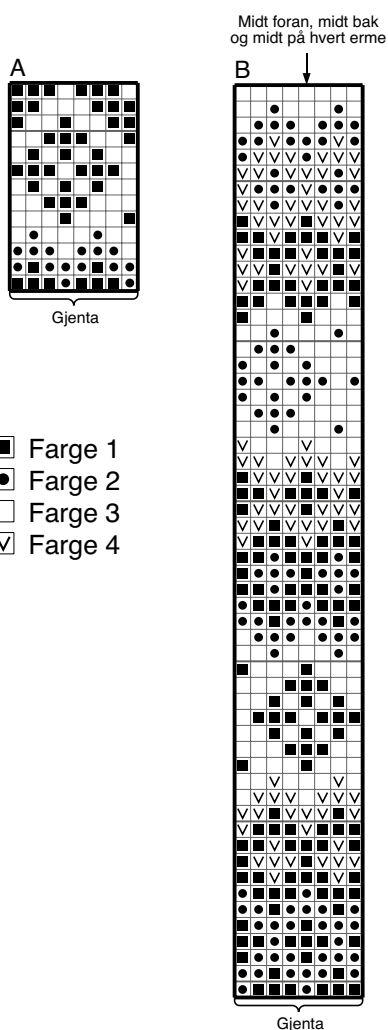 Midt foran, midt bak
og midt på hvert erme
A
B
Gjenta
Farge 1
Farge 2
Farge 3
Farge 4
Gjenta